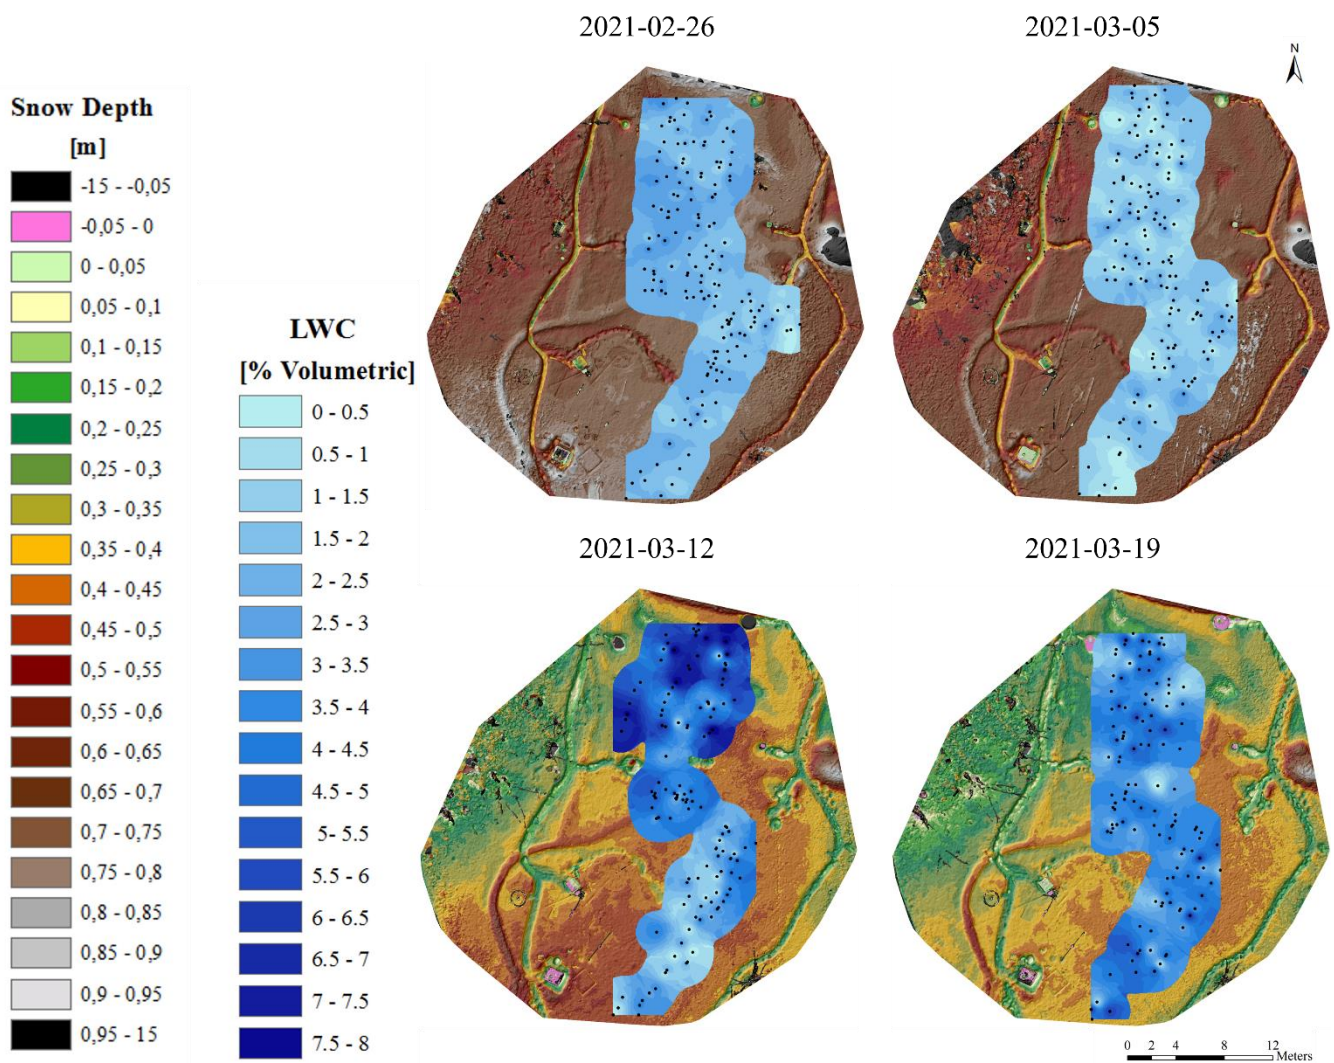 2021-02-26
2021-03-05
N
Snow Depth
[m]
-15 - -0,05
-0,05 - 0
0 - 0,05
0,05 - 0,1
0,1 - 0,15
0,15 - 0,2
0,2 - 0,25
0,25 - 0,3
0,3 - 0,35
0,35 - 0,4
0,4 - 0,45
0,45 - 0,5
0,5 - 0,55
0,55 - 0,6
0,6 - 0,65
0,65 - 0,7
0,7 - 0,75
0,75 - 0,8
0,8 - 0,85
0,85 - 0,9
0,9 - 0,95
0,95 - 15
LWC
[% Volumetric]
0 - 0.5
0.5 - 1
1 - 1.5
1.5 - 2
2 - 2.5
2.5 - 3
3 - 3.5
3.5 - 4
4 - 4.5
4.5 - 5
5- 5.5
5.5 - 6
6 - 6.5
6.5 - 7
7 - 7.5
7.5 - 8
2021-03-12
2021-03-19
0 2 4 8 12
Meters